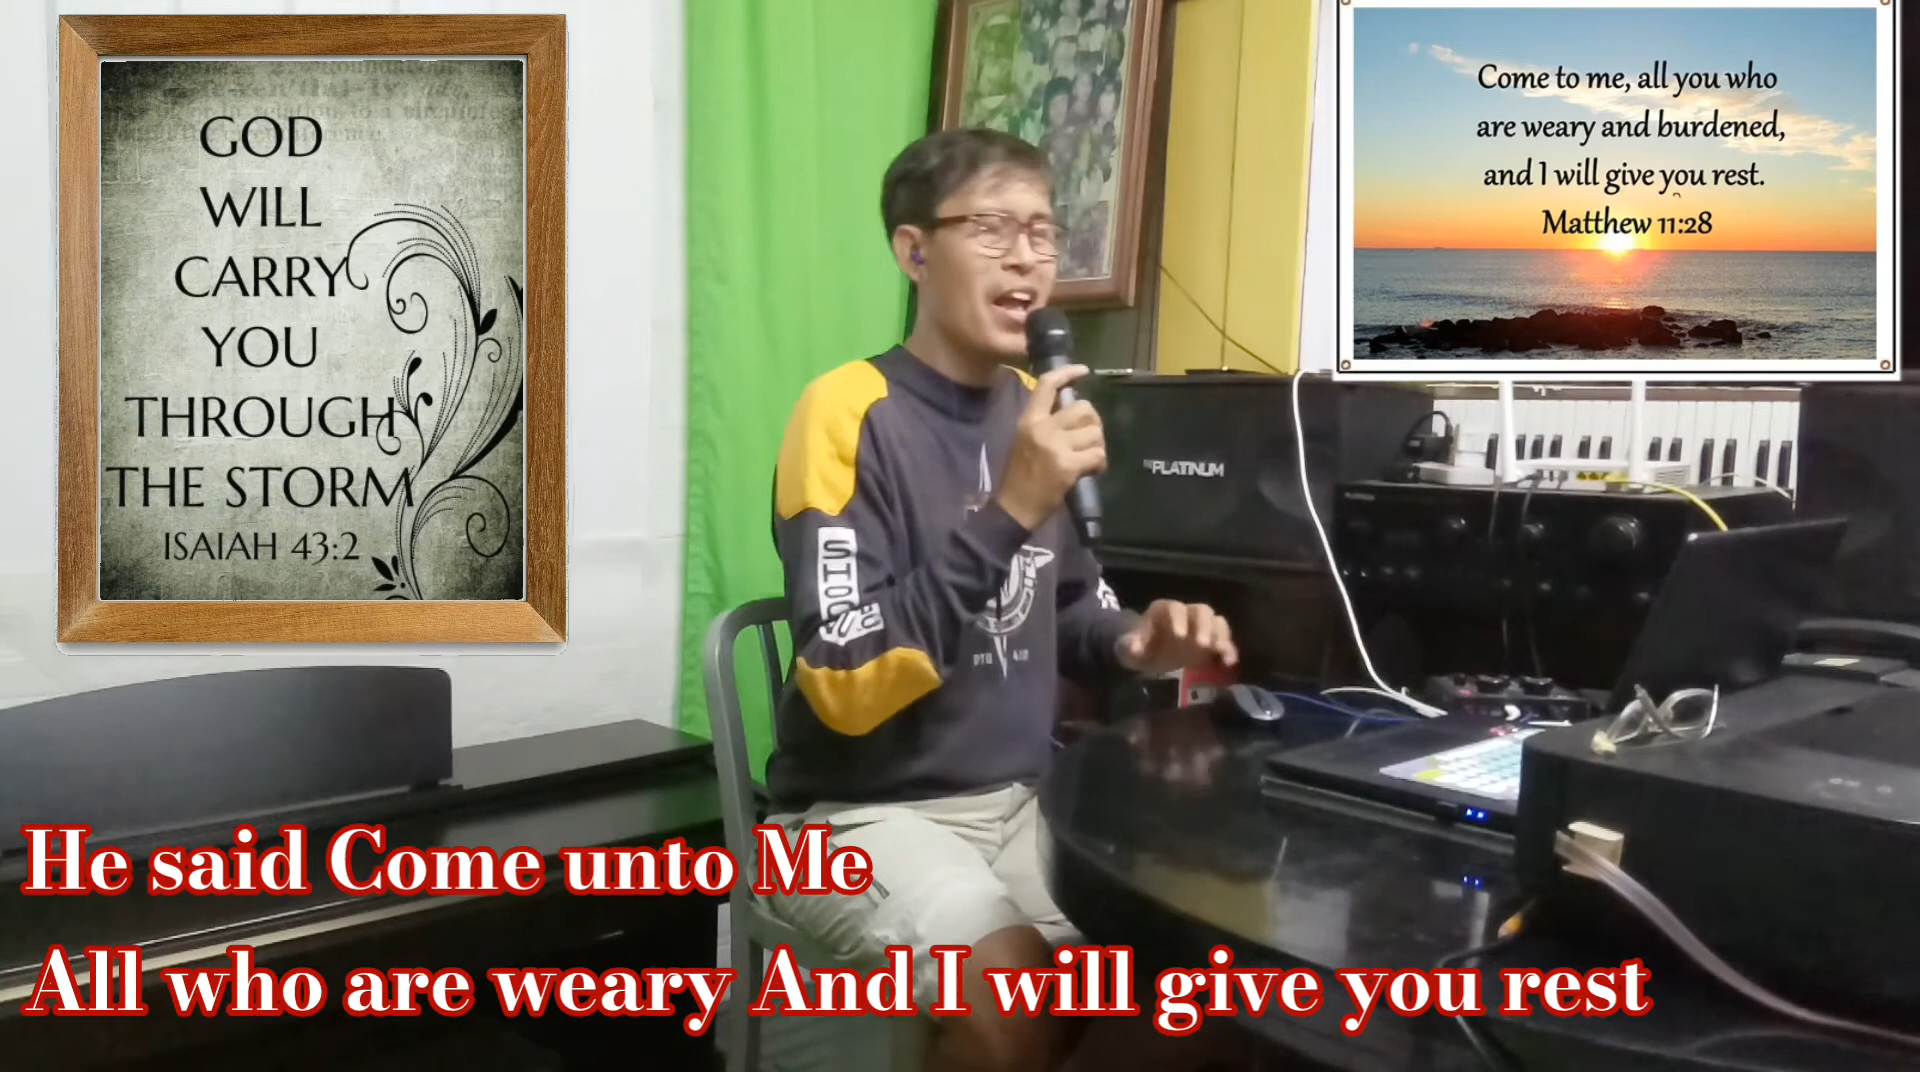 GOD
WILL
CARRY
YOU
THROUGH
THE STORM
ISAIAH 43:2
Come to me, all you who
are weary and burdened,
and I will give you rest.
Matthew 11:28
PLATINUM
He said Come unto Me
All who are weary And I will give you rest